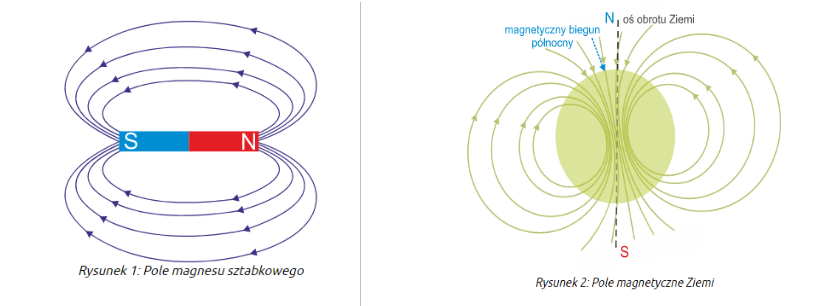 S
N
Rysunek 1: Pole magnesu sztabkowego
N
oś obrotu Ziemi
magnetyczny biegun
północny
S
Rysunek 2: Pole magnetyczne Ziemi